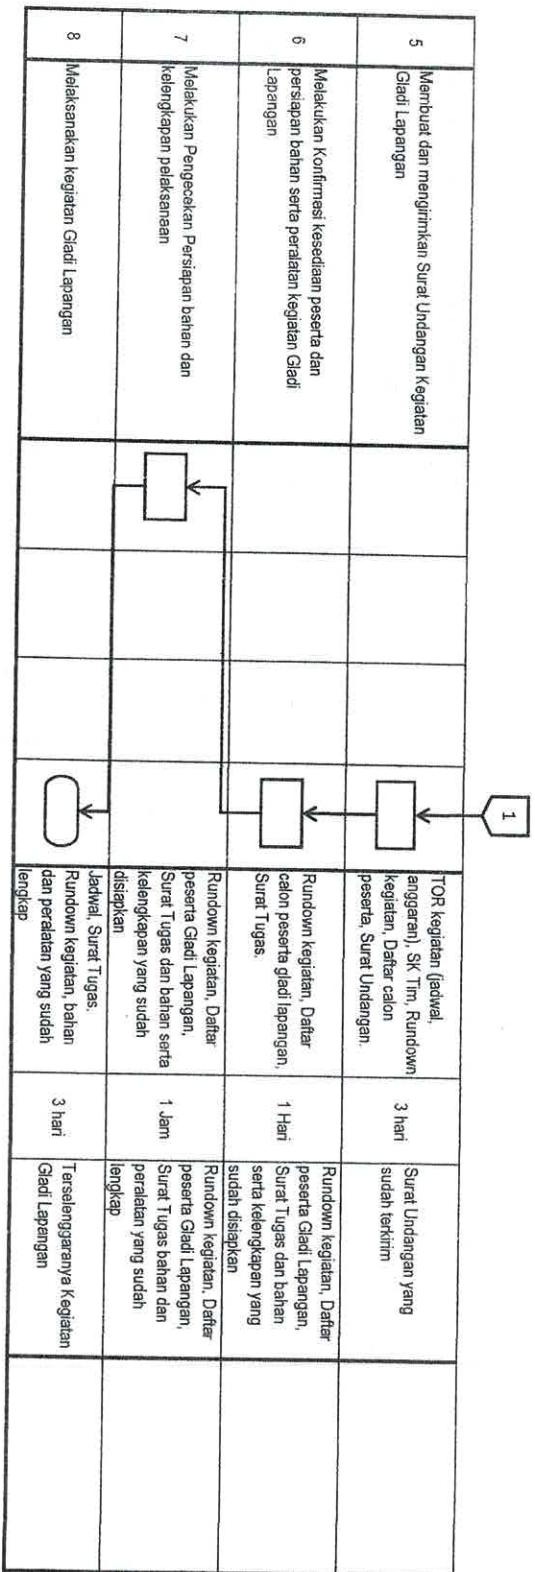 1
5
Membuat dan mengirimkan Surat Undangan Kegiatan
Gladi Lapangan
TOR kegiatan (jadwal,
anggaran), SK Tim, Rundown
kegiatan, Daftar calon
peserta, Surat Undangan.
3 hari
Surat Undangan yang
sudah terkirim
6
Melakukan Konfirmasi kesediaan peserta dan
persiapan bahan serta peralatan kegiatan Gladi
Lapangan
Rundown kegiatan, Daftar
calon peserta gladi lapangan,
Surat Tugas.
1 Hari
Rundown kegiatan, Daftar
peserta Gladi Lapangan,
Surat Tugas dan bahan
serta kelengkapan yang
sudah disiapkan
7
Melakukan Pengecekan Persiapan bahan dan
kelengkapan pelaksanaan
Rundown kegiatan, Daftar
peserta Gladi Lapangan,
Surat Tugas dan bahan serta
kelengkapan yang sudah
disiapkan
1 Jam
Rundown kegiatan, Daftar
peserta Gladi Lapangan,
Surat Tugas bahan dan
peralatan yang sudah
lengkap
8
Melaksanakan kegiatan Gladi Lapangan
Jadwal, Surat Tugas.
Rundown kegiatan, bahan
dan peralatan yang sudah
lengkap
3 hari
Terselenggaranya Kegiatan
Gladi Lapangan